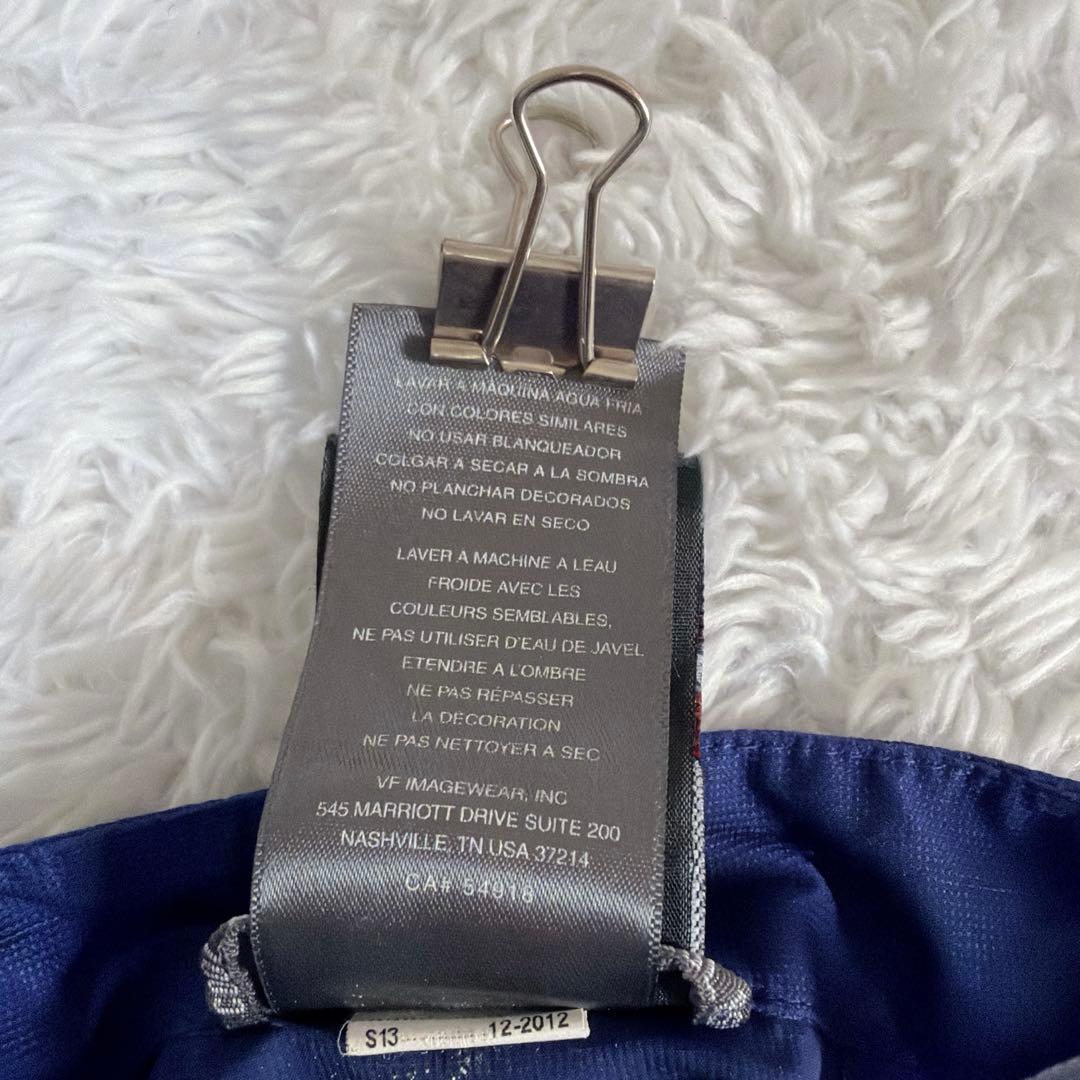 LAVER A MAQUINA AGUA FRIA
CON COLORES SIMILARES
NO USAR BLANQUEADOR
COLGAR A SECAR A LA SOMBRA
NO PLANCHAR DECORADOS
NO LAVAR EN SECO
LAVER A MACHINE A LEAU
FROIDE AVEC LES
COULEURS SEMBLABLES,
NE PAS UTILISER D'EAU DE JAVEL
ETENDRE A L'OMBRE
NE PAS RÉPASSER
LA DECORATION
NE PAS NETTOYER A SEC
VF IMAGEWEAR, INC
545 MARRIOTT DRIVE SUITE 200
NASHVILLE, TN USA 37214
CA# 54918
S13 12-2012